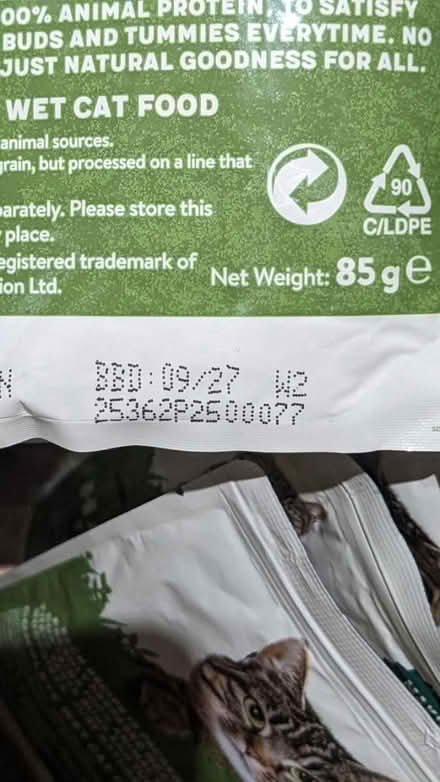 00% ANIMAL PROTEIN, TO SATISFY
BUDS AND TUMMIES EVERYTIME. NO
JUST NATURAL GOODNESS FOR ALL.
WET CAT FOOD
animal sources.
grain, but processed on a line that
parately. Please store this
place.
90
C/LDPE
egistered trademark of
ion Ltd.
Net Weight: 85 g e
N
BBD:09/27 W2
25362P2500077